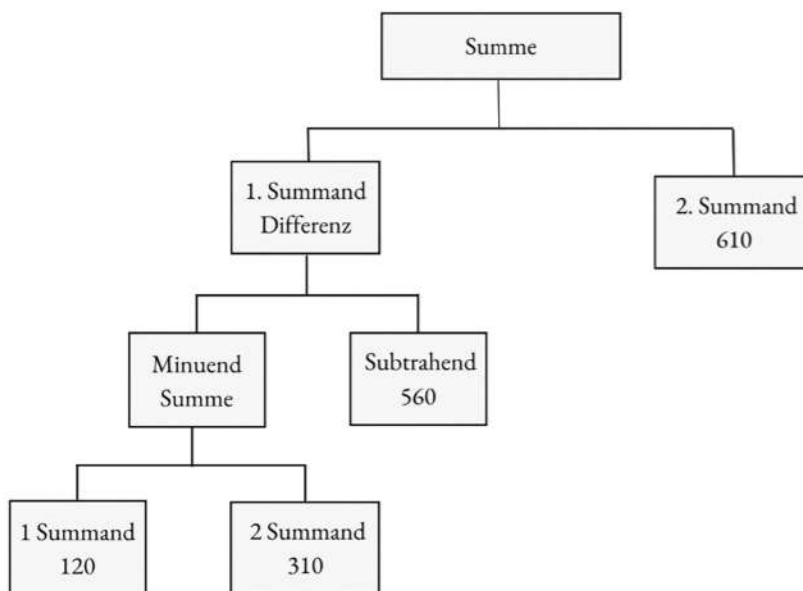 Summe
1. Summand
Differenz
2. Summand
610
Minuend
Summe
Subtrahend
560
1 Summand
120
2 Summand
310